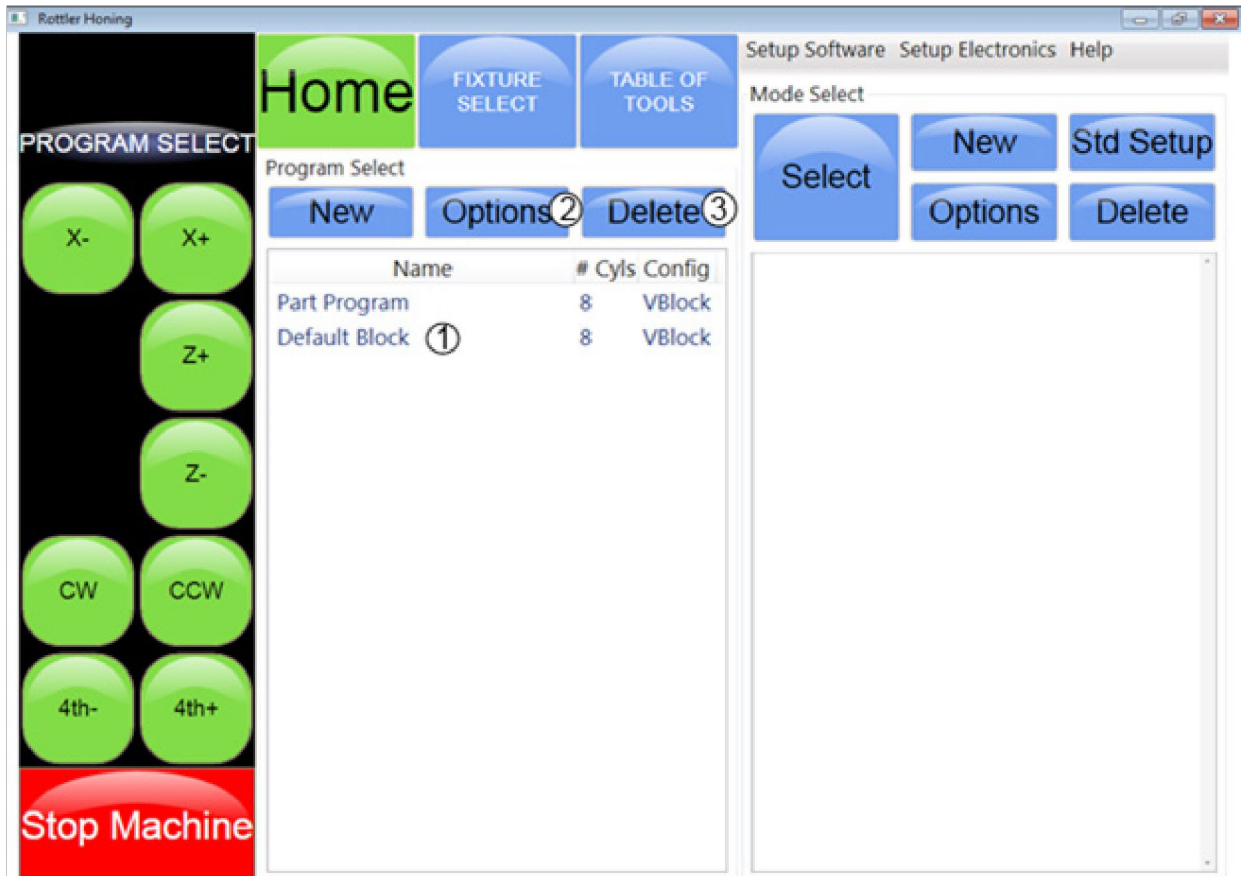 Rottler Honing
PROGRAM SELECT
X-
X+
Z+
Z-
CW
CCW
4th-
4th+
Stop Machine
Home
FIXTURE
SELECT
TABLE OF
TOOLS
Program Select
New
Options ②
Delete ③
Name # Cyls Config
Part Program 8 VBlock
Default Block ① 8 VBlock
Setup Software Setup Electronics Help
Mode Select
Select
New
Std Setup
Options
Delete